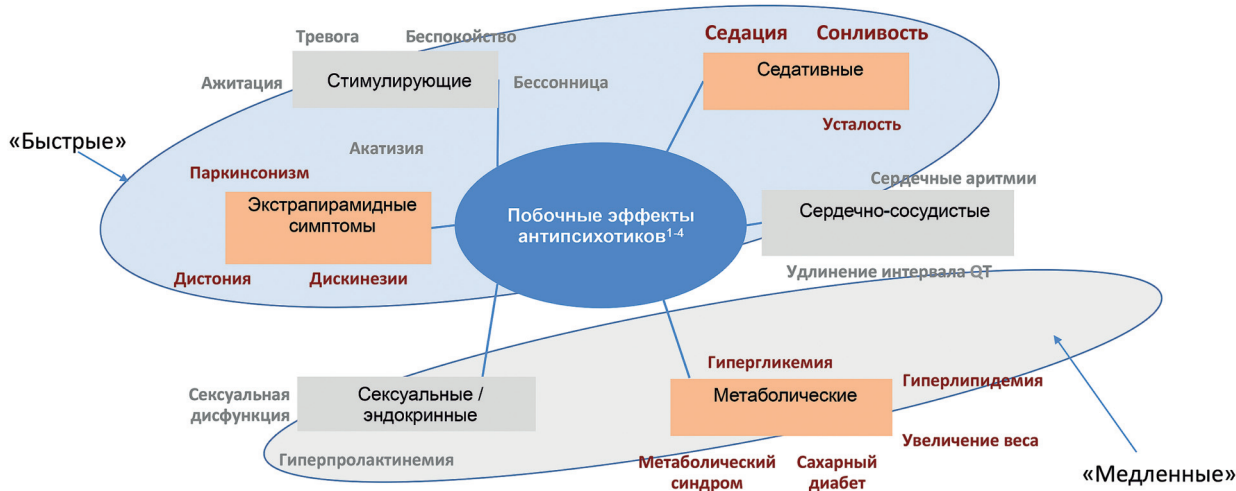 Тревога
Беспокойство
Седация
Сонливость
Стимулирующие
Седативные
Ажитация
Бессонница
Усталость
«Быстрые»
Акатизия
Паркинсонизм
Сердечные аритмии
Экстрапирамидные
симптомы
Побочные эффекты
антипсихотиков¹⁻⁴
Сердечно-сосудистые
Дистония
Дискинезии
Удлинение интервала QT
Гипергликемия
Сексуальная
дисфункция
Сексуальные /
эндокринные
Метаболические
Гиперлипидемия
Увеличение веса
Гиперпролактинемия
Метаболический
синдром
Сахарный
диабет
«Медленные»